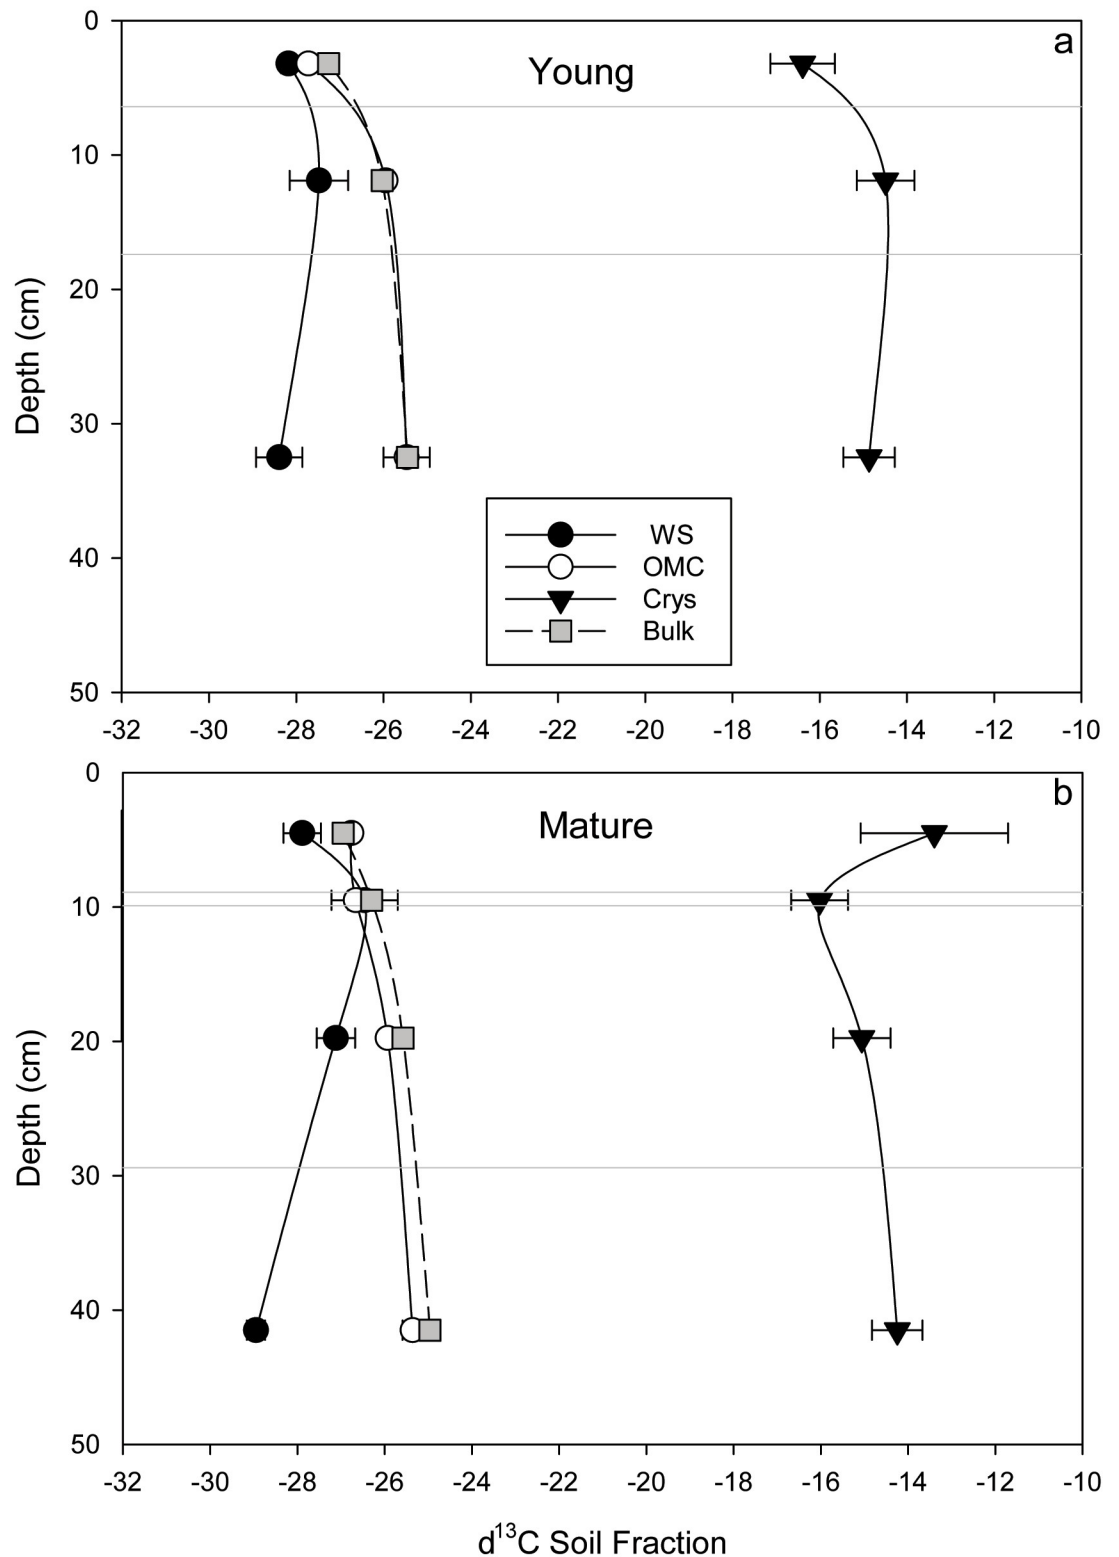 a
Young
0
10
20
30
40
50
Depth (cm)
WS
OMC
Crys
Bulk
-32 -30 -28 -26 -24 -22 -20 -18 -16 -14 -12 -10
b
Mature
0
10
20
30
40
50
Depth (cm)
-32 -30 -28 -26 -24 -22 -20 -18 -16 -14 -12 -10
d¹³C Soil Fraction